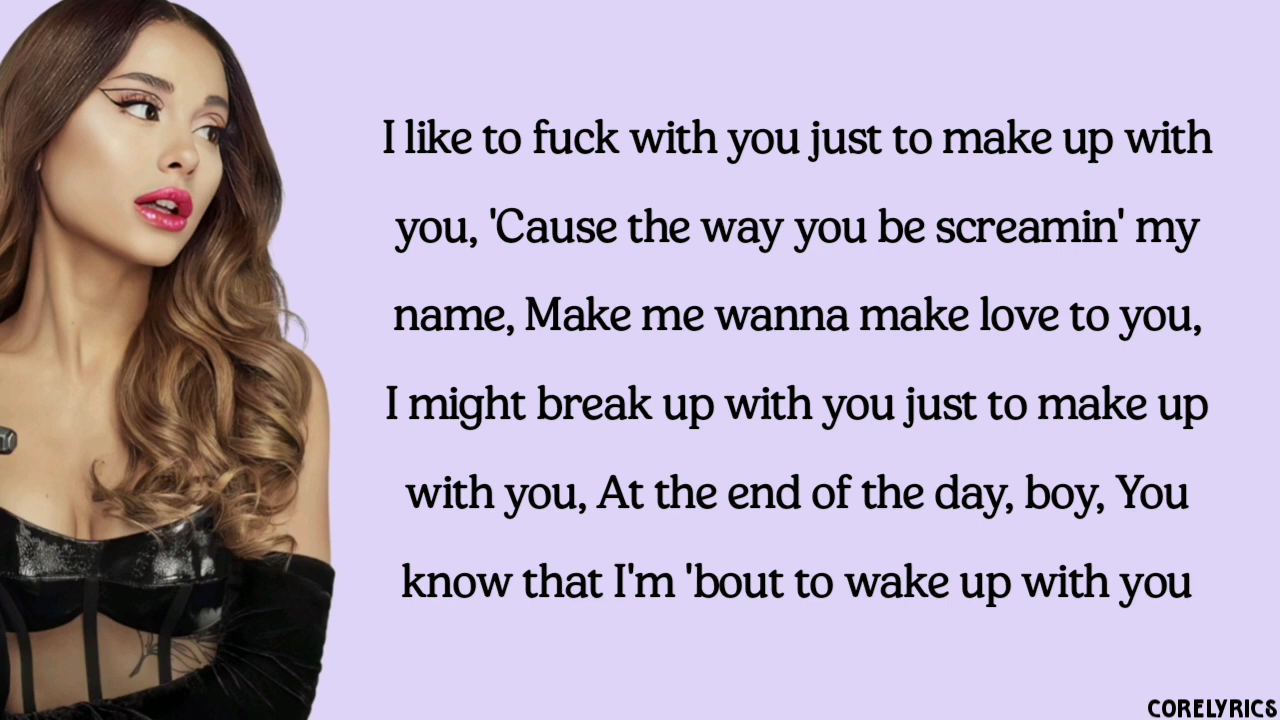 I like to fuck with you just to make up with
you, 'Cause the way you be screamin' my
name, Make me wanna make love to you,
I might break up with you just to make up
with you, At the end of the day, boy, You
know that I'm 'bout to wake up with you
CORELYRICS